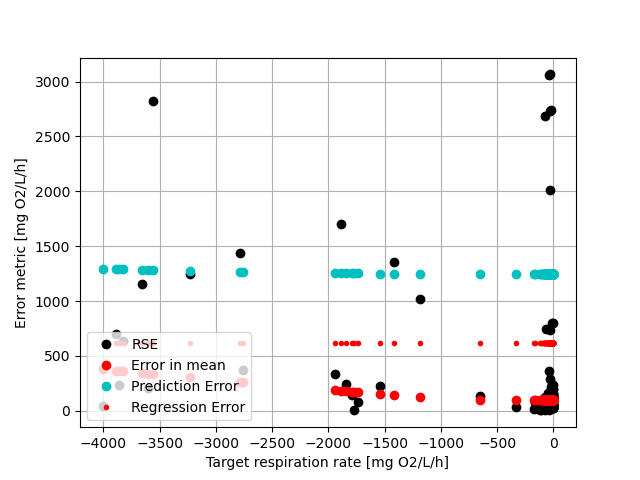 3000
2500
2000
1500
1000
500
0
Error metric [mg O2/L/h]
RSE
Error in mean
Prediction Error
Regression Error
−4000 −3500 −3000 −2500 −2000 −1500 −1000 −500 0
Target respiration rate [mg O2/L/h]